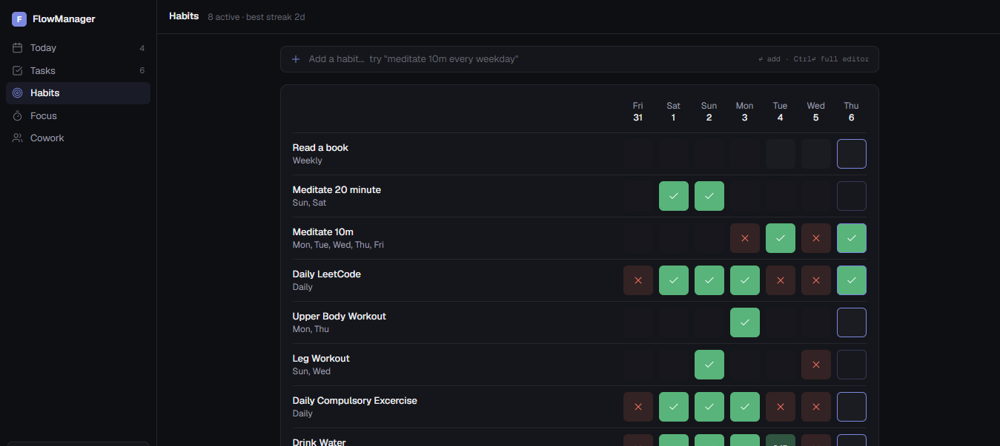 F FlowManager
Today 4
Tasks 6
Habits
Focus
Cowork
Habits 8 active · best streak 2d
Add a habit... try "meditate 10m every weekday" ↵ add · Ctrl↵ full editor
Fri Sat Sun Mon Tue Wed Thu
31 1 2 3 4 5 6
Read a book
Weekly
Meditate 20 minute
Sun, Sat
Meditate 10m
Mon, Tue, Wed, Thu, Fri
Daily LeetCode
Daily
Upper Body Workout
Mon, Thu
Leg Workout
Sun, Wed
Daily Compulsory Excercise
Daily
Drink Water